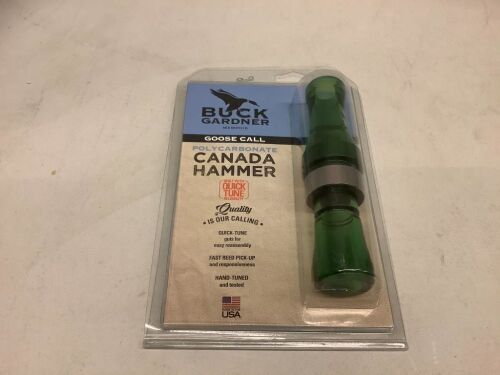 BUCK
GARDNER
GOOSE CALL
POLYCARBONATE
CANADA
HAMMER
QUICK
TUNE
Quality
• IS OUR CALLING •
QUICK-TUNE
guts for
easy reassembly
FAST REED PICK-UP
and responsiveness
HAND-TUNED
and tested
USA